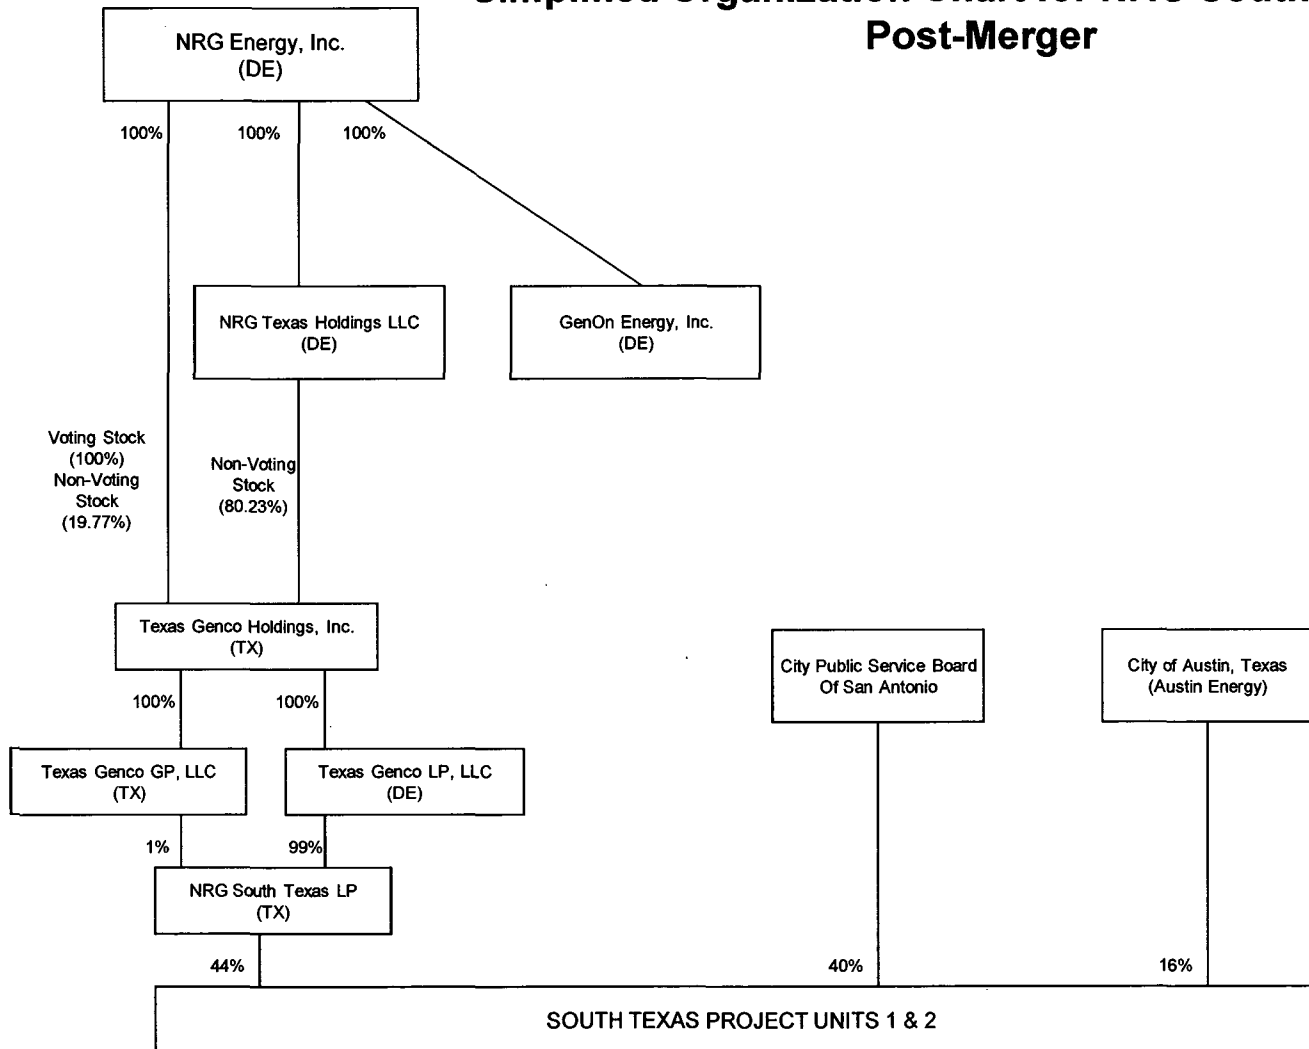 Post-Merger
NRG Energy, Inc.
(DE)
100%
100%
100%
NRG Texas Holdings LLC
(DE)
GenOn Energy, Inc.
(DE)
Voting Stock
(100%)
Non-Voting
Stock
(19.77%)
Non-Voting
Stock
(80.23%)
Texas Genco Holdings, Inc.
(TX)
City Public Service Board
Of San Antonio
City of Austin, Texas
(Austin Energy)
100%
100%
Texas Genco GP, LLC
(TX)
Texas Genco LP, LLC
(DE)
1%
99%
NRG South Texas LP
(TX)
44%
40%
16%
SOUTH TEXAS PROJECT UNITS 1 & 2